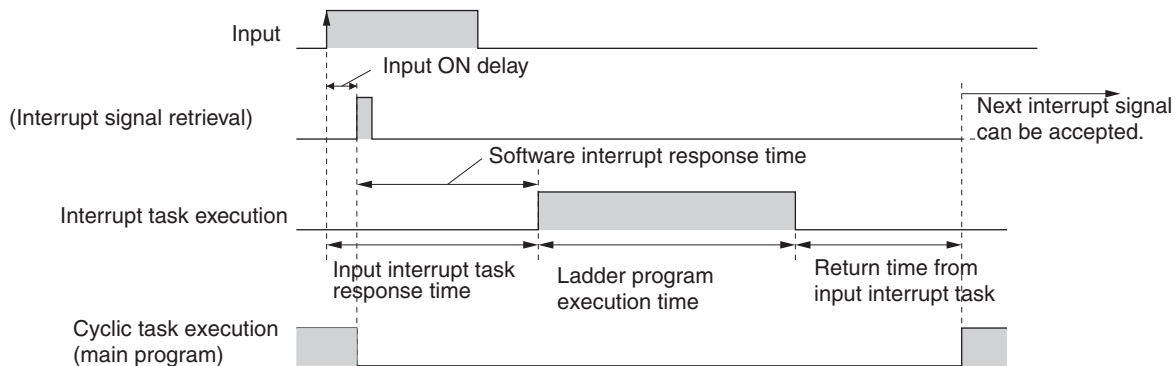 Input
Input ON delay
(Interrupt signal retrieval)
Next interrupt signal
can be accepted.
Software interrupt response time
Interrupt task execution
Input interrupt task
response time
Ladder program
execution time
Return time from
input interrupt task
Cyclic task execution
(main program)